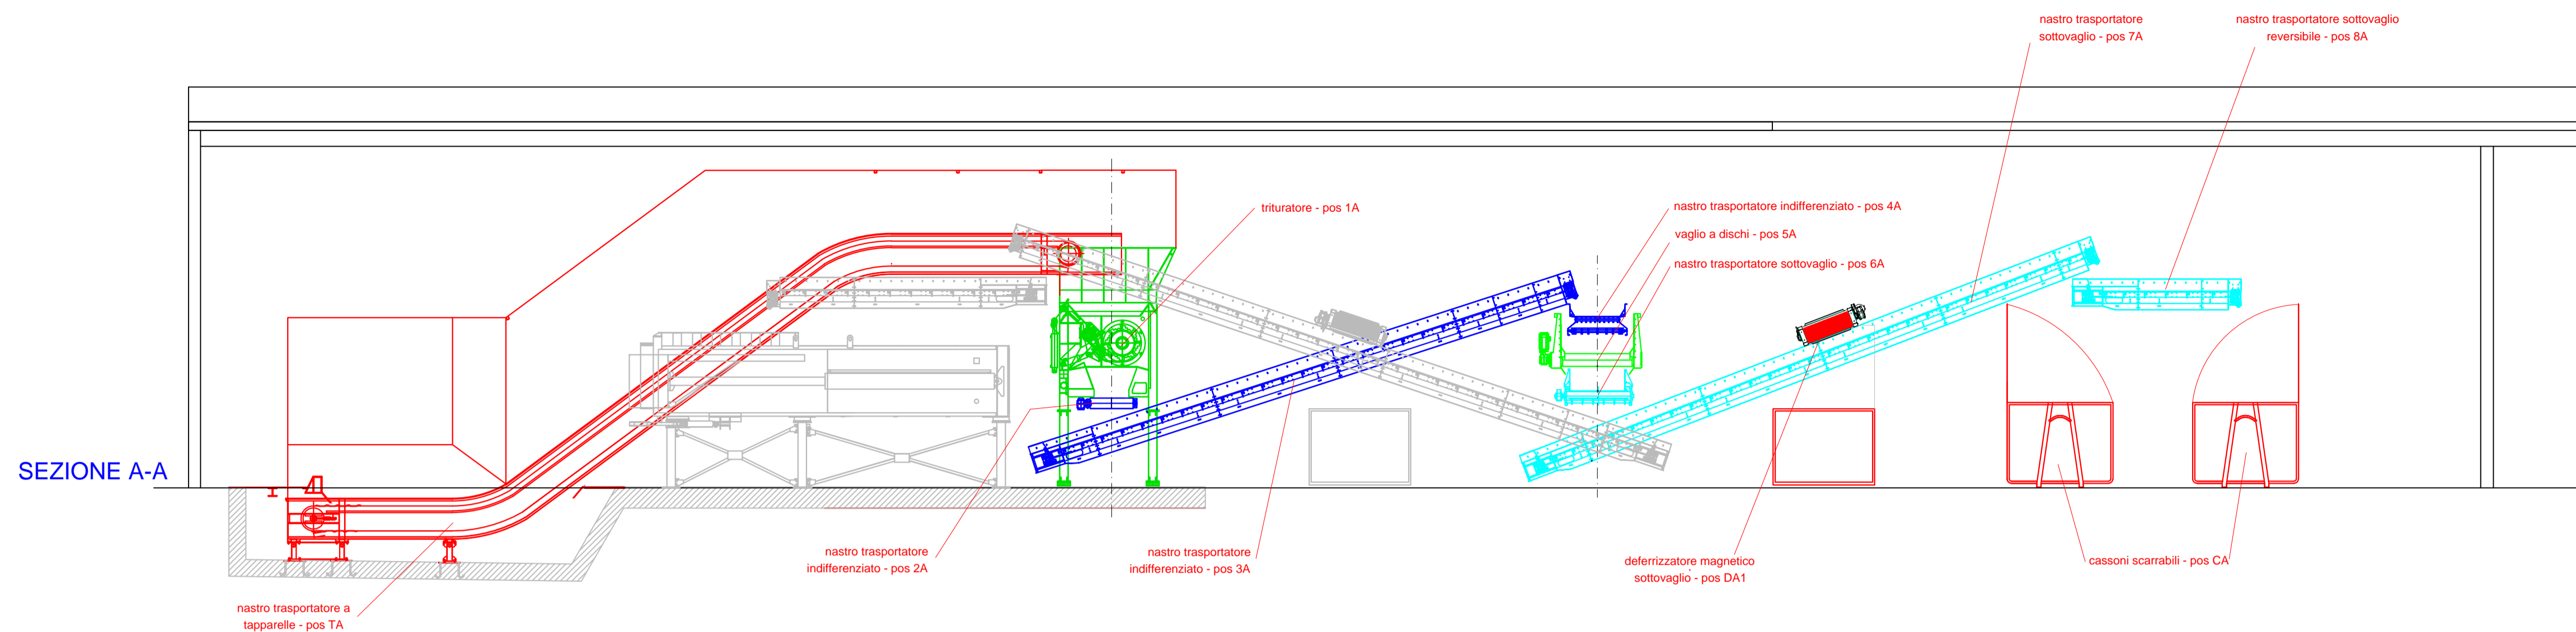 nastro trasportatore
sottovaglio - pos 7A
nastro trasportatore sottovaglio
reversibile - pos 8A
trituratore - pos 1A
nastro trasportatore indifferenziato - pos 4A
vaglio a dischi - pos 5A
nastro trasportatore sottovaglio - pos 6A
SEZIONE A-A
nastro trasportatore
indifferenziato - pos 2A
nastro trasportatore
indifferenziato - pos 3A
deferrizzatore magnetico
sottovaglio - pos DA1
cassoni scarrabili - pos CA
nastro trasportatore a
tapparelle - pos TA